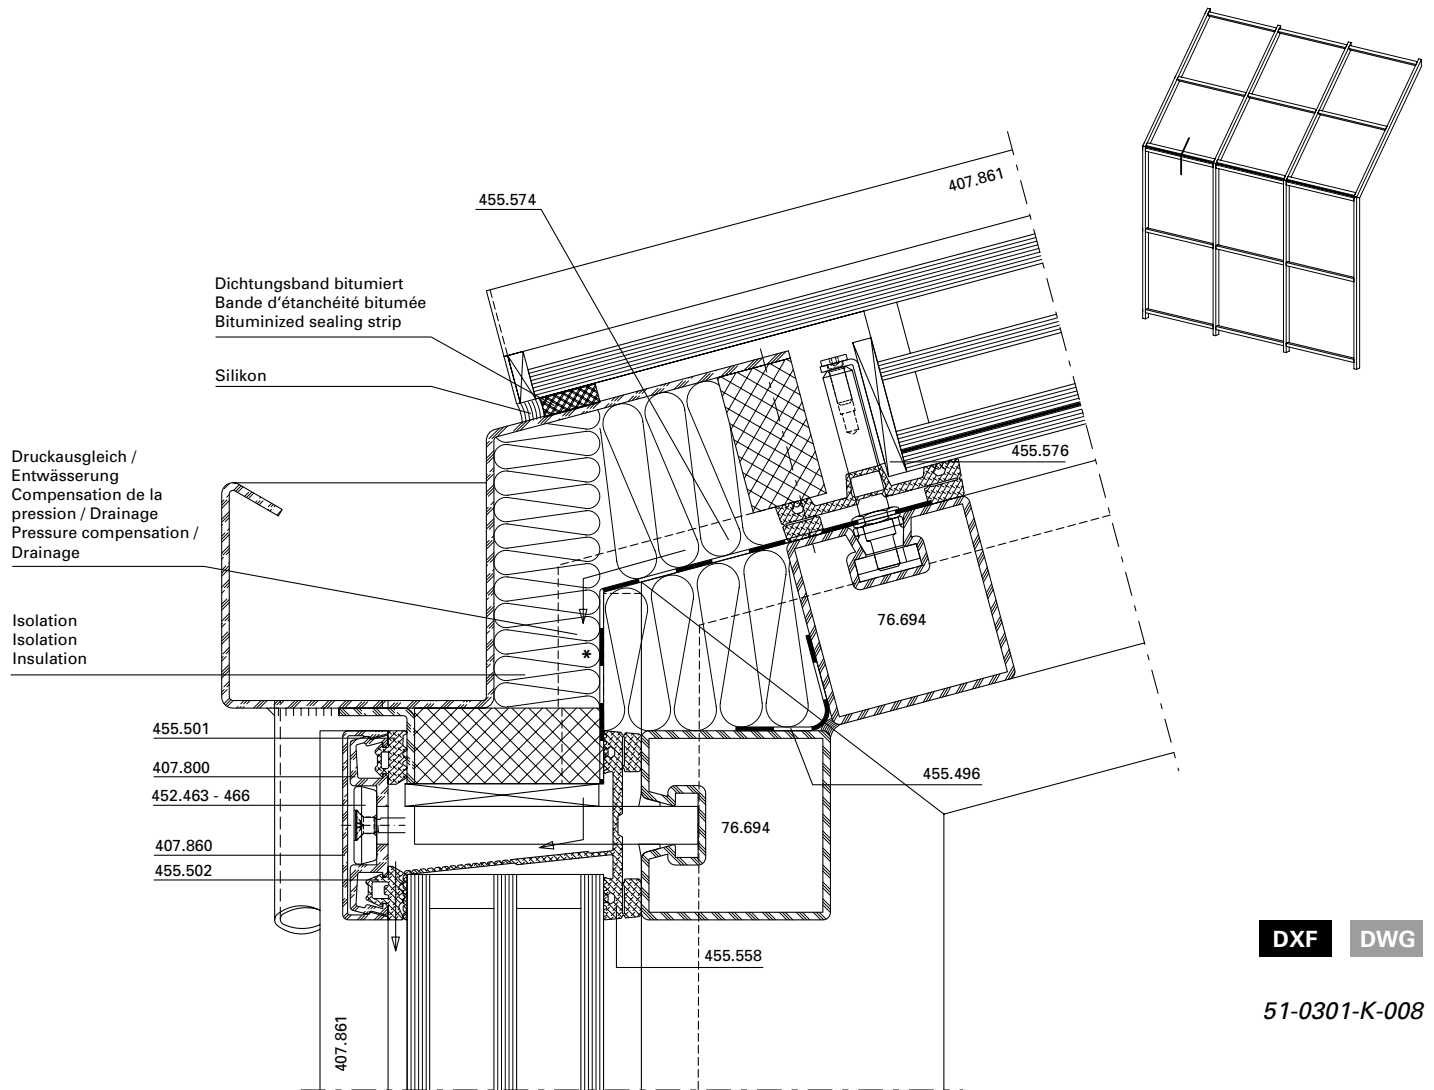 407.861
455.574
Dichtungsband bitumiert
Bande d‘étanchéité bitumée
Bituminized sealing strip
Silikon
Druckausgleich /
Entwässerung
Compensation de la
pression / Drainage
Pressure compensation /
Drainage
455.576
Isolation
Isolation
Insulation
76.694
*
455.501
407.800
452.463 - 466
407.860
455.502
455.496
76.694
455.558
407.861
DXF DWG
51-0301-K-008